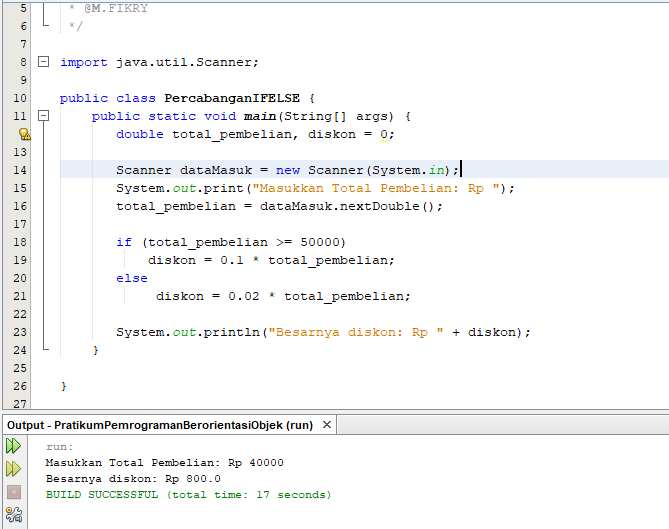 5 * @M.FIKRY
6 */
7
8 import java.util.Scanner;
9
10 public class PercabanganIFELSE {
11 public static void main(String[] args) {
double total_pembelian, diskon = 0;
13
14 Scanner dataMasuk = new Scanner(System.in);
15 System.out.print("Masukkan Total Pembelian: Rp ");
16 total_pembelian = dataMasuk.nextDouble();
17
18 if (total_pembelian >= 50000)
19 diskon = 0.1 * total_pembelian;
20 else
21 diskon = 0.02 * total_pembelian;
22
23 System.out.println("Besarnya diskon: Rp " + diskon);
24 }
25
26 }
27
Output - PratikumPemrogramanBerorientasiObjek (run) ×
run:
Masukkan Total Pembelian: Rp 40000
Besarnya diskon: Rp 800.0
BUILD SUCCESSFUL (total time: 17 seconds)